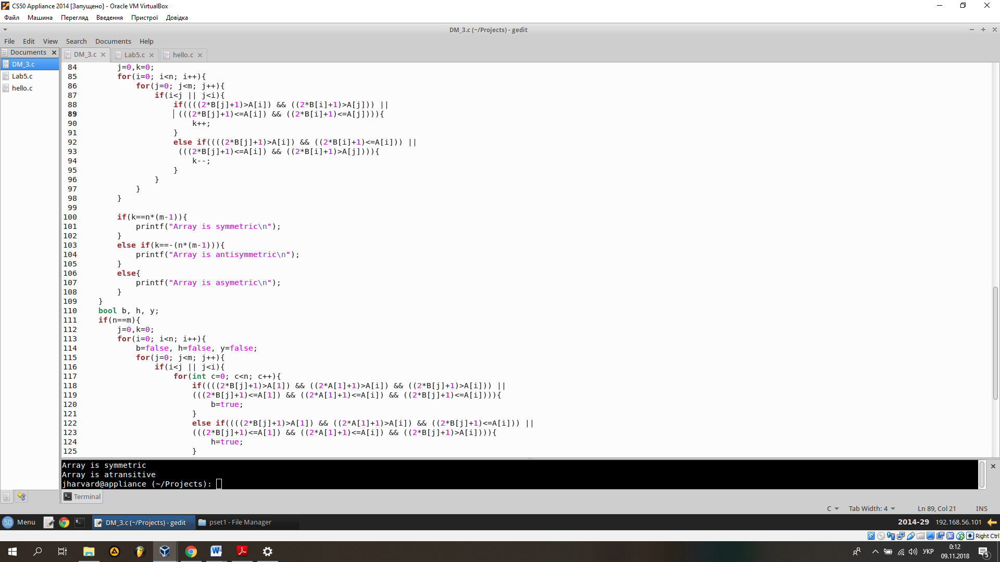 CS50 Appliance 2014 [Запущено] - Oracle VM VirtualBox
Файл Машина Перегляд Введення Пристрої Довідка
DM_3.c (~/Projects) - gedit
File Edit View Search Documents Help
Documents
DM_3.c Lab5.c hello.c
DM_3.c
Lab5.c
hello.c
84 j=0,k=0;
85 for(i=0; i<n; i++){
86 for(j=0; j<m; j++){
87 if(i<j || j<i){
88 if((((2*B[j]+1)>A[i]) && ((2*B[i]+1)>A[j])) ||
89 (((2*B[j]+1)<=A[i]) && ((2*B[i]+1)<=A[j]))){
90 k++;
91 }
92 else if((((2*B[j]+1)>A[i]) && ((2*B[i]+1)<=A[i])) ||
93 (((2*B[j]+1)<=A[i]) && ((2*B[i]+1)>A[j]))){
94 k--;
95 }
96 }
97 }
98 }
99
100 if(k==n*(m-1)){
101 printf("Array is symmetric\n");
102 }
103 else if(k==-(n*(m-1))){
104 printf("Array is antisymmetric\n");
105 }
106 else{
107 printf("Array is asymetric\n");
108 }
109 }
110 bool b, h, y;
111 if(n==m){
112 j=0,k=0;
113 for(i=0; i<n; i++){
114 b=false, h=false, y=false;
115 for(j=0; j<m; j++){
116 if(i<j || j<i){
117 for(int c=0; c<n; c++){
118 if((((2*B[j]+1)>A[1]) && ((2*A[1]+1)>A[i]) && ((2*B[j]+1)>A[i])) ||
119 (((2*B[j]+1)<=A[1]) && ((2*A[1]+1)<=A[i]) && ((2*B[j]+1)<=A[i]))){
120 b=true;
121 }
122 else if((((2*B[j]+1)>A[1]) && ((2*A[1]+1)>A[i]) && ((2*B[j]+1)<=A[i])) ||
123 (((2*B[j]+1)<=A[1]) && ((2*A[1]+1)<=A[i]) && ((2*B[j]+1)>A[i]))){
124 h=true;
125 }
Array is symmetric
Array is atransitive
jharvard@appliance (~/Projects):
Terminal
C Tab Width: 4 Ln 89, Col 21 INS
50 Menu DM_3.c (~/Projects) - gedit pset1 - File Manager 2014-29 192.168.56.101
Right Ctrl
УКР 0:12
09.11.2018
5